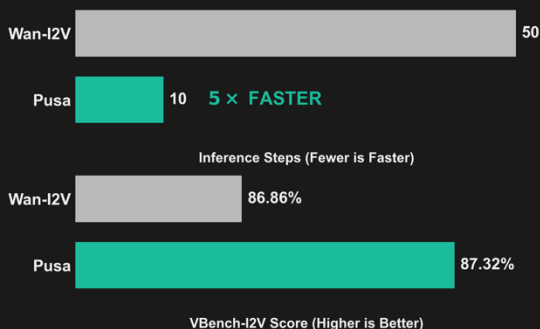 Wan-I2V 50
Pusa 10 5 × FASTER
Inference Steps (Fewer is Faster)
Wan-I2V 86.86%
Pusa 87.32%
VBench-I2V Score (Higher is Better)